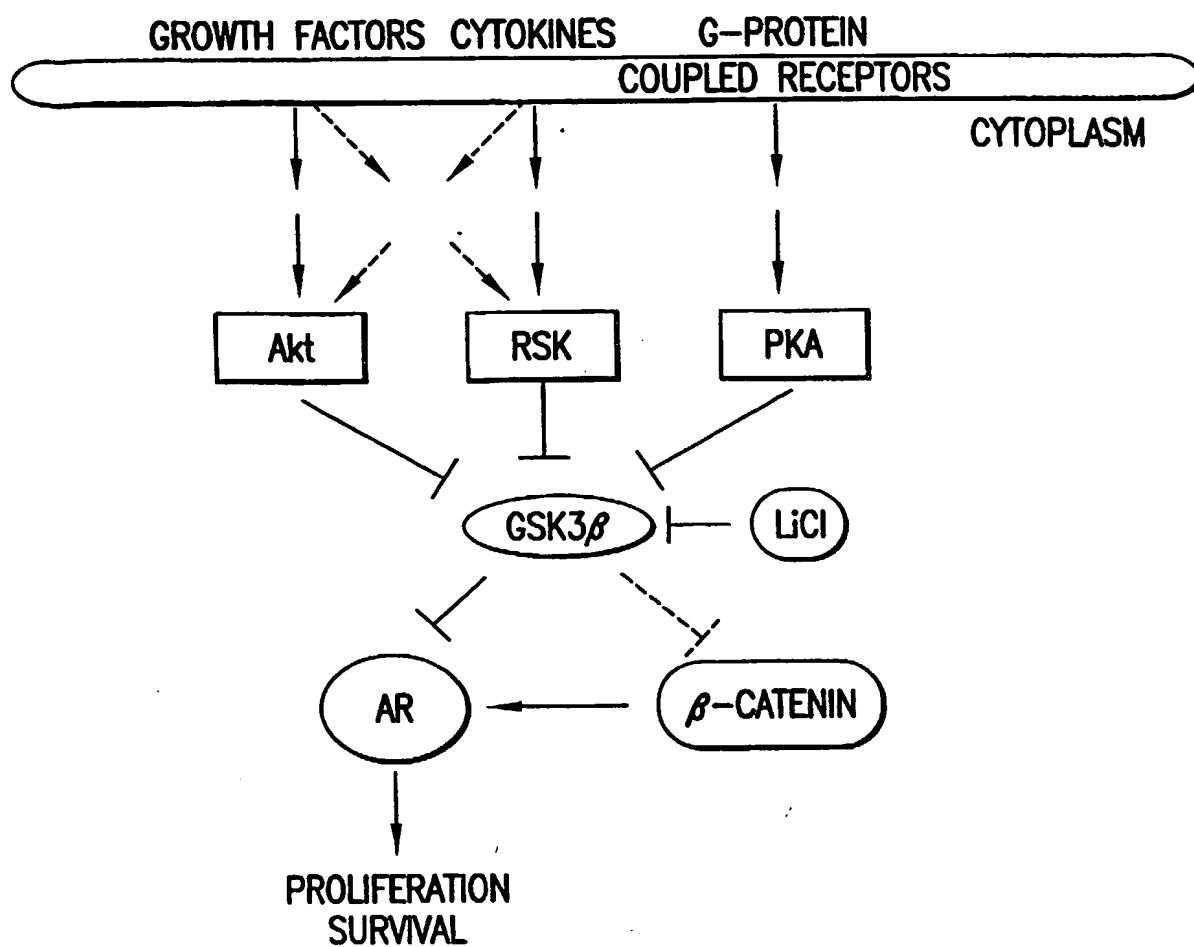 GROWTH FACTORS CYTOKINES G-PROTEIN
COUPLED RECEPTORS
CYTOPLASM
Akt RSK PKA
GSK3β LiCl
AR β-CATENIN
PROLIFERATION
SURVIVAL